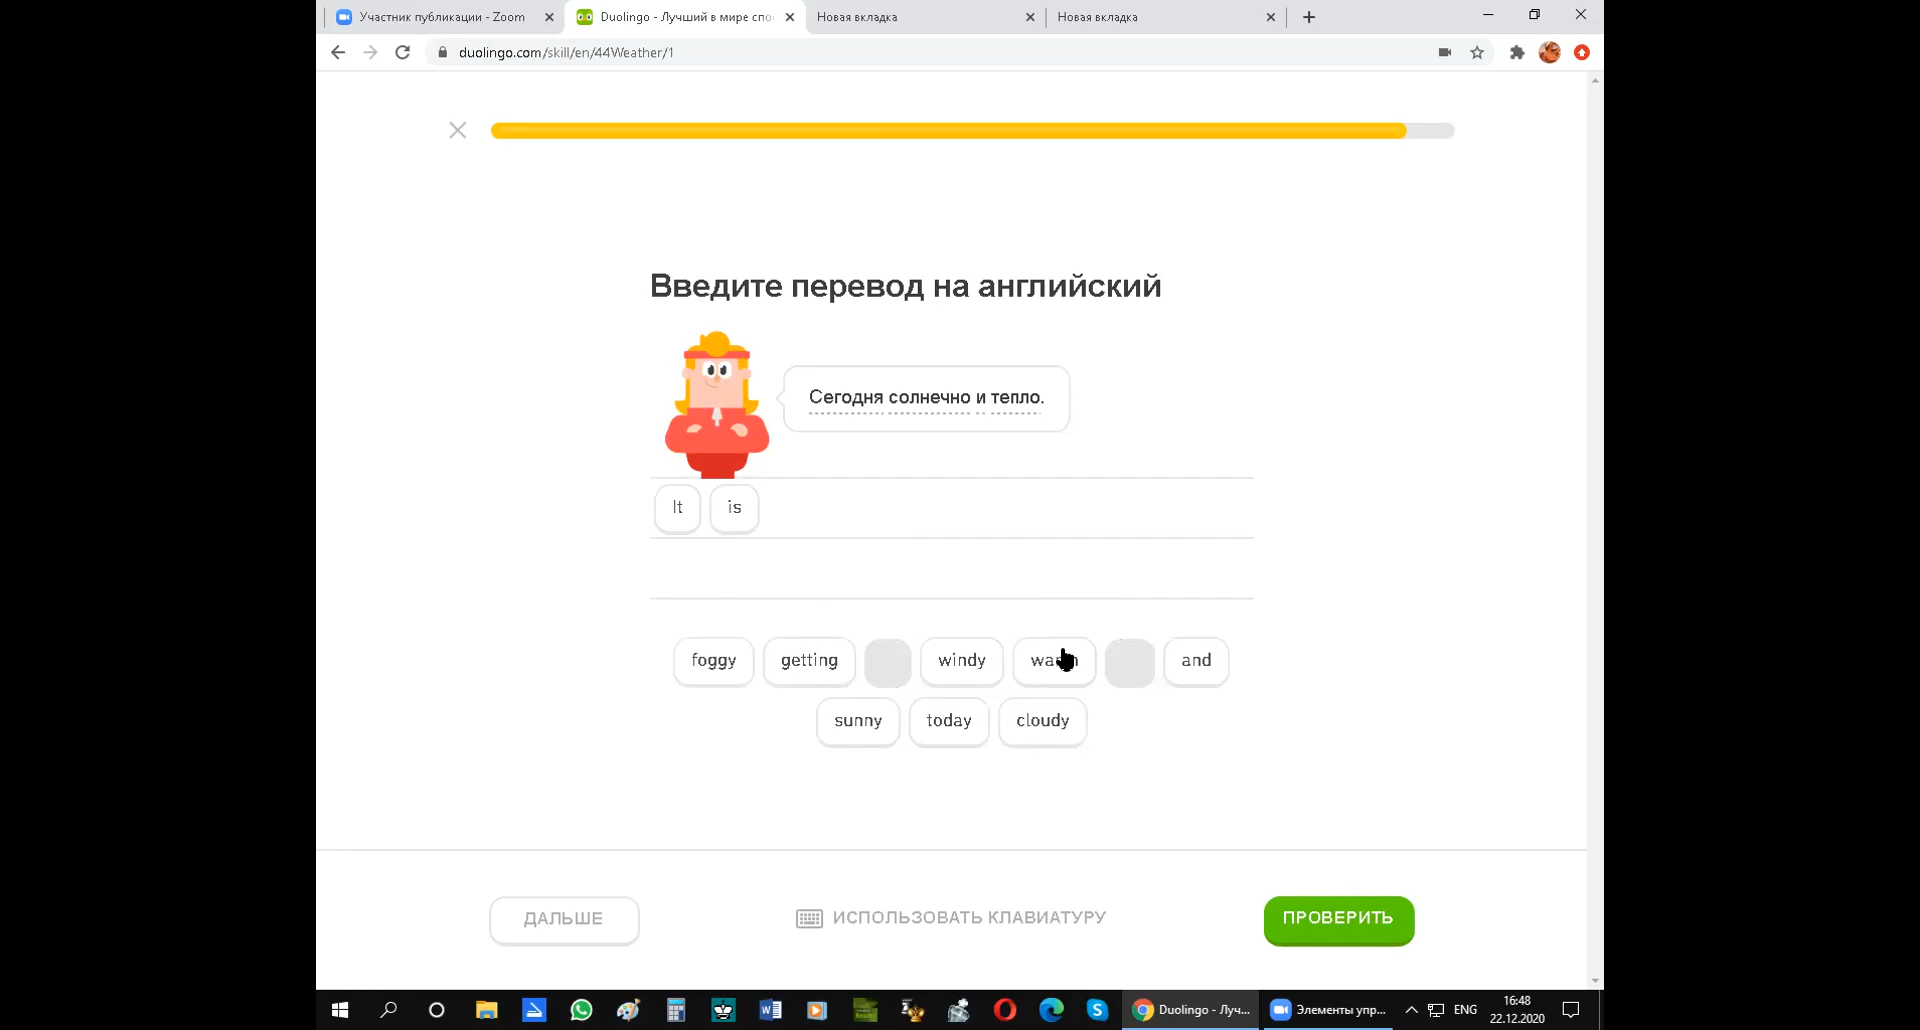 Участник публикации - Zoom
Duolingo - Лучший в мире спо
Новая вкладка
Новая вкладка
duolingo.com/skill/en/44Weather/1
Введите перевод на английский
Сегодня солнечно и тепло.
It is
foggy getting windy and
sunny today cloudy
ДАЛЬШЕ
ИСПОЛЬЗОВАТЬ КЛАВИАТУРУ
ПРОВЕРИТЬ
Duolingo - Луч...
Элементы упр...
ENG
16:48
22.12.2020